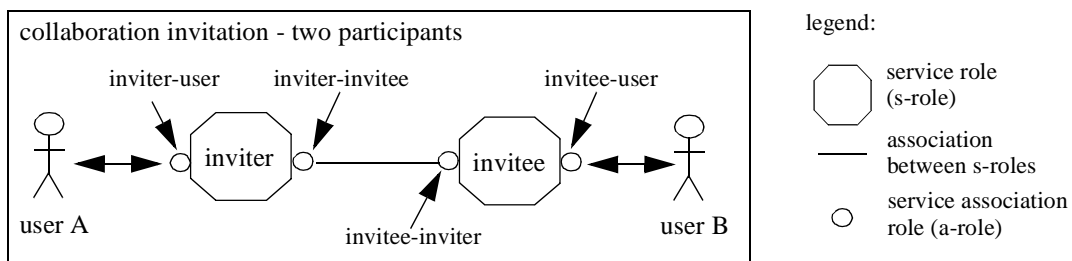 collaboration invitation - two participants
inviter-user
inviter-invitee
invitee-user
inviter
invitee
user A
invitee-inviter
user B
legend:
service role
(s-role)
association
between s-roles
service association
role (a-role)